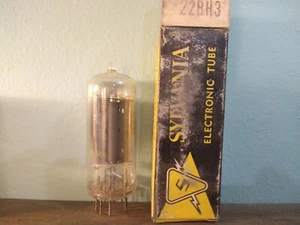 22BH3
SYLVANIA
ELECTRONIC TUBE
S